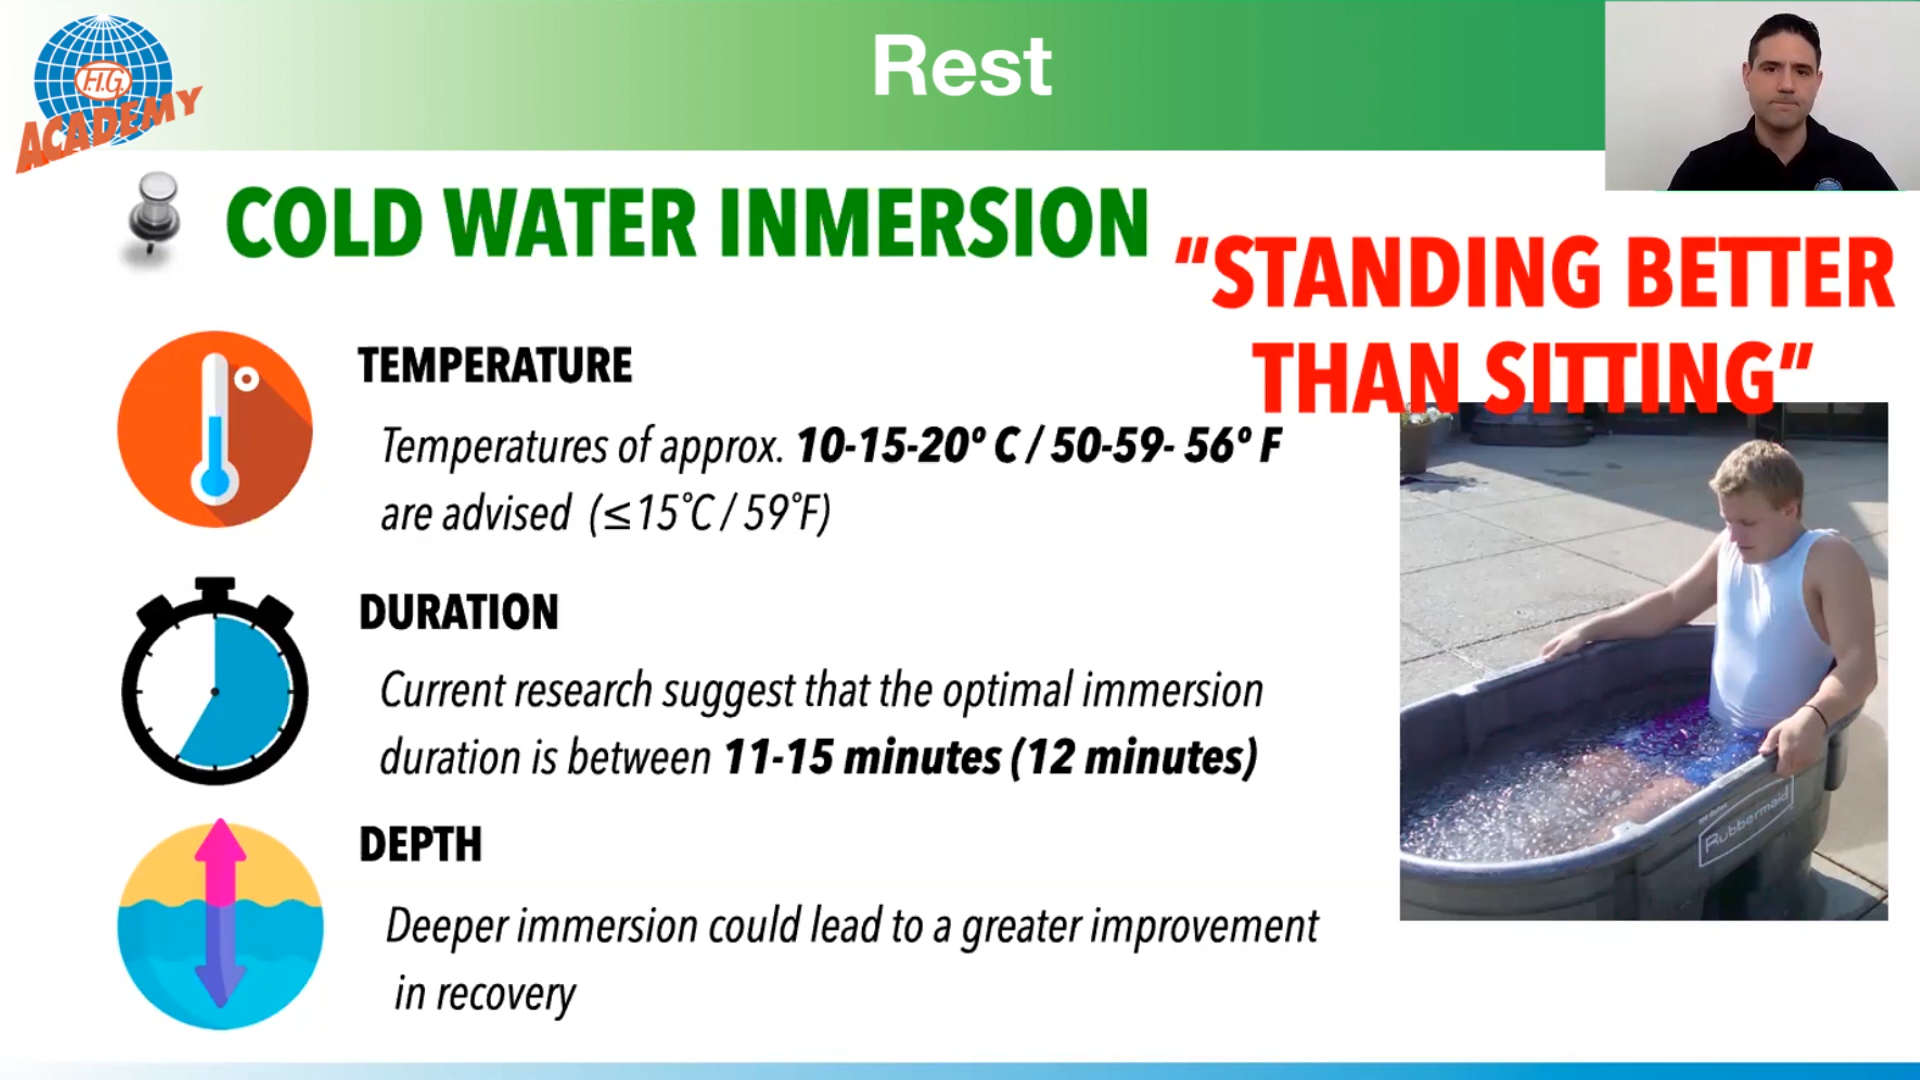 F.I.G.
ACADEMY
Rest
COLD WATER INMERSION
"STANDING BETTER
THAN SITTING"
TEMPERATURE
Temperatures of approx. 10-15-20º C / 50-59- 56º F
are advised (≤15°C / 59°F)
DURATION
Current research suggest that the optimal immersion
duration is between 11-15 minutes (12 minutes)
DEPTH
Deeper immersion could lead to a greater improvement
in recovery
Rubbermaid